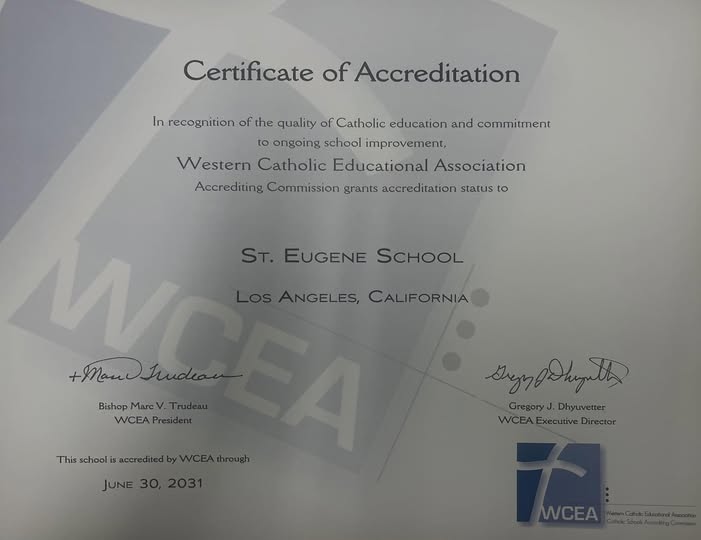 Certificate of Accreditation
In recognition of the quality of Catholic education and commitment
to ongoing school improvement,
Western Catholic Educational Association
Accrediting Commission grants accreditation status to
St. Eugene School
Los Angeles, California
WCEA
+Marc V Trudeau
Gregory J Dhyuvetter
Bishop Marc V. Trudeau
WCEA President
Gregory J. Dhyuvetter
WCEA Executive Director
This school is accredited by WCEA through
June 30, 2031
WCEA
Western Catholic Educational Association
Catholic Schools Accrediting Commission